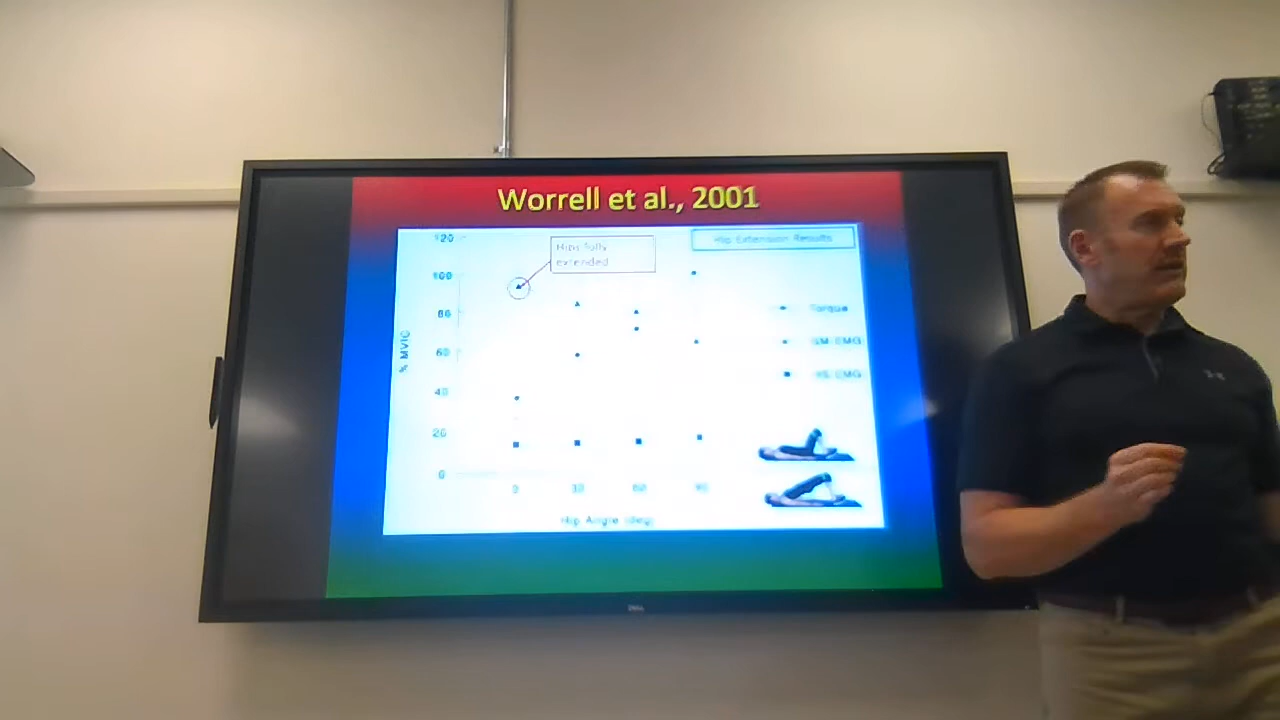 Worrell et al., 2001
120
Hips fully
extended
Hip Extension Results
100
80
60
40
20
0
% MVIC
Torque
GM EMG
HS EMG
0 30 60 90
Hip Angle (deg)
DELL